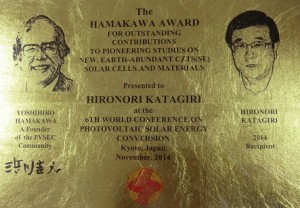 The
HAMAKAWA AWARD
FOR OUTSTANDING
CONTRIBUTIONS
TO PIONEERING STUDIES ON
NEW, EARTH-ABUNDANT CZTS(SE)
SOLAR CELLS AND MATERIALS
Presented to
HIRONORI KATAGIRI
at the
6TH WORLD CONFERENCE ON
PHOTOVOLTAIC SOLAR ENERGY
CONVERSION
Kyoto, Japan
November, 2014
YOSHIHIRO
HAMAKAWA
A Founder
of the PVSEC
Community
HIRONORI
KATAGIRI
2014
Recipient